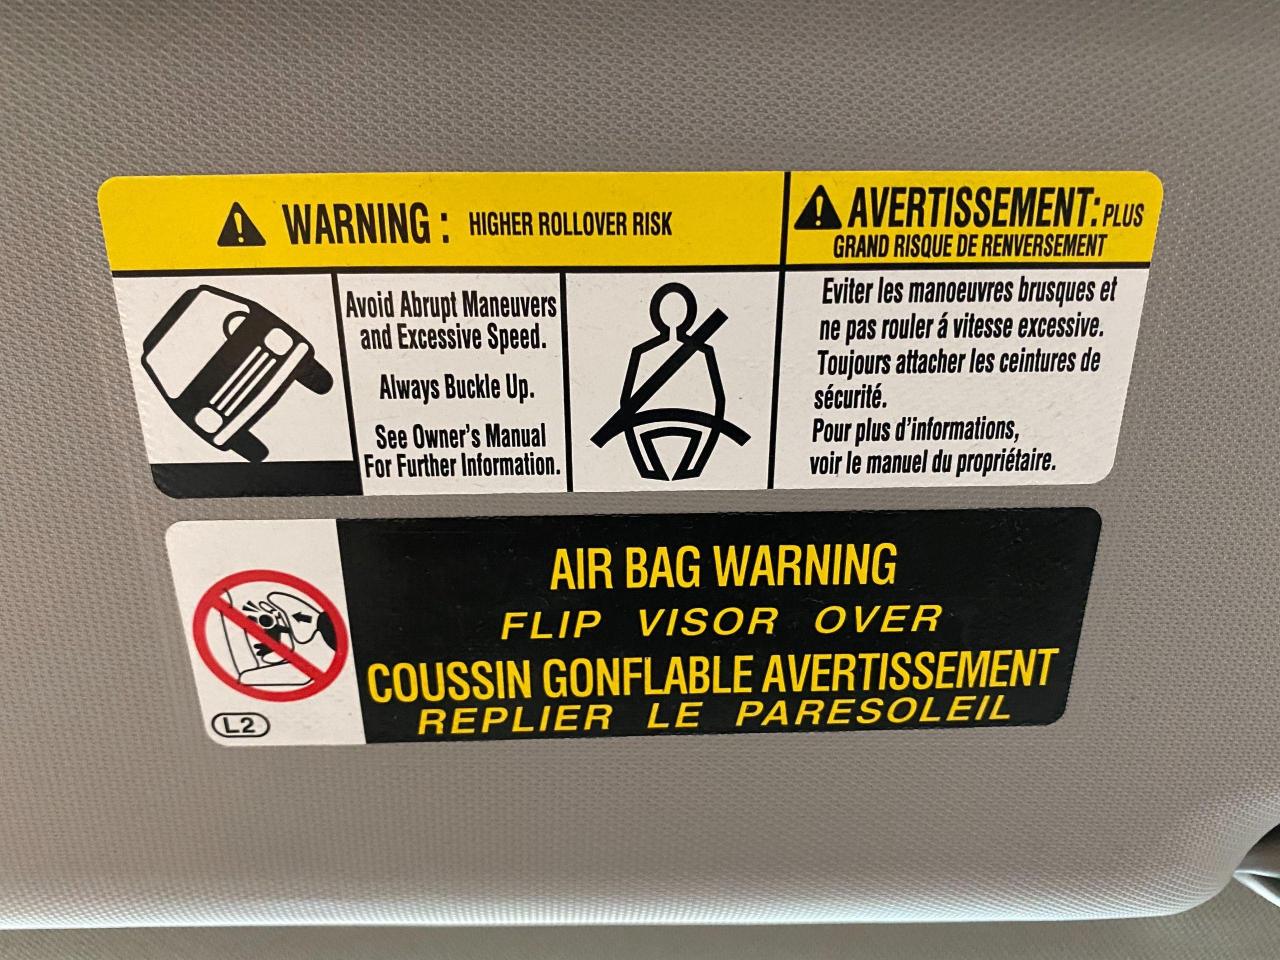 WARNING : HIGHER ROLLOVER RISK
Avoid Abrupt Maneuvers
and Excessive Speed.
Always Buckle Up.
See Owner's Manual
For Further Information.
AVERTISSEMENT: PLUS
GRAND RISQUE DE RENVERSEMENT
Eviter les manoeuvres brusques et
ne pas rouler á vitesse excessive.
Toujours attacher les ceintures de
sécurité.
Pour plus d'informations,
voir le manuel du propriétaire.
AIR BAG WARNING
FLIP VISOR OVER
COUSSIN GONFLABLE AVERTISSEMENT
REPLIER LE PARESOLEIL
L2